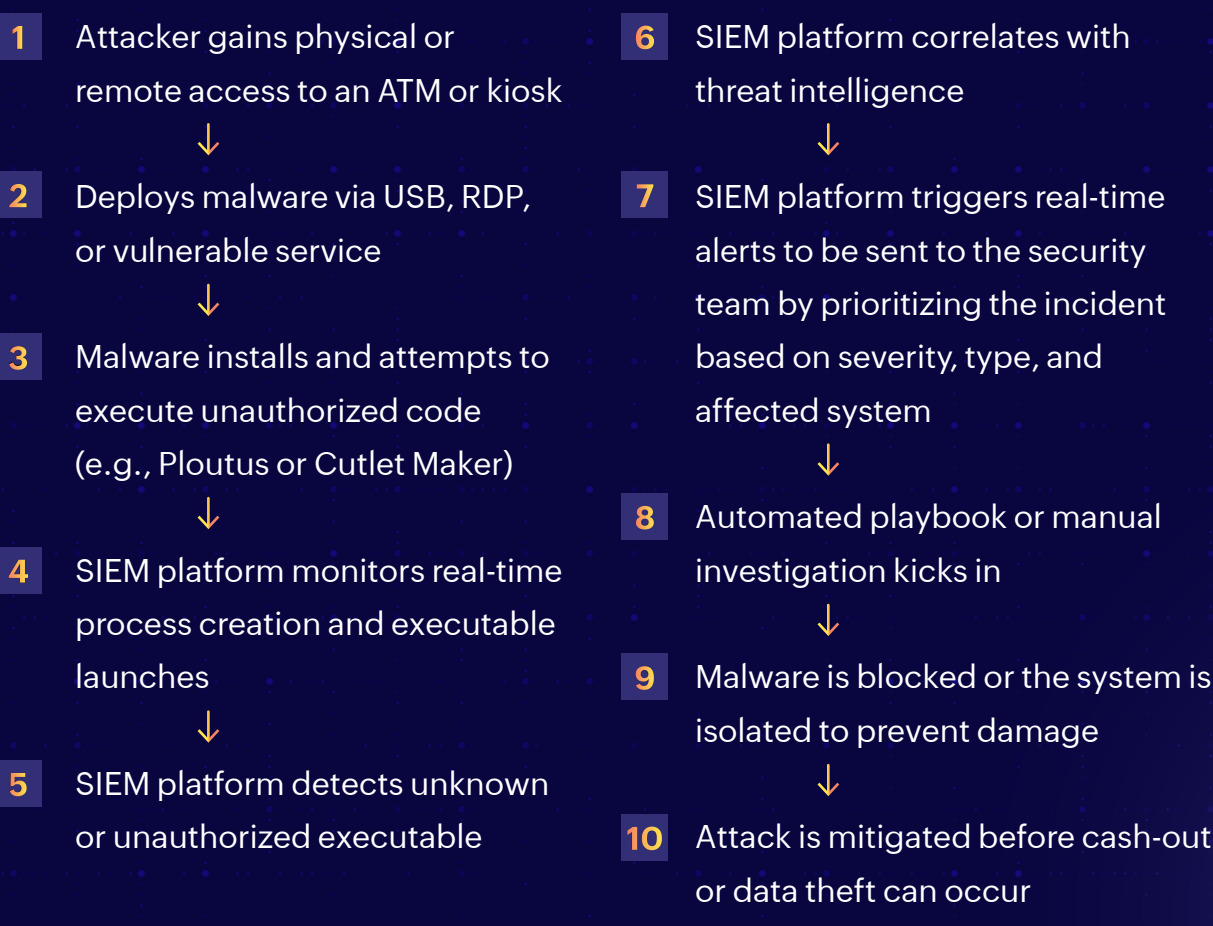 1
Attacker gains physical or
remote access to an ATM or kiosk
2
Deploys malware via USB, RDP,
or vulnerable service
3
Malware installs and attempts to
execute unauthorized code
(e.g., Ploutus or Cutlet Maker)
4
SIEM platform monitors real-time
process creation and executable
launches
5
SIEM platform detects unknown
or unauthorized executable
6
SIEM platform correlates with
threat intelligence
7
SIEM platform triggers real-time
alerts to be sent to the security
team by prioritizing the incident
based on severity, type, and
affected system
8
Automated playbook or manual
investigation kicks in
9
Malware is blocked or the system is
isolated to prevent damage
10
Attack is mitigated before cash-out
or data theft can occur